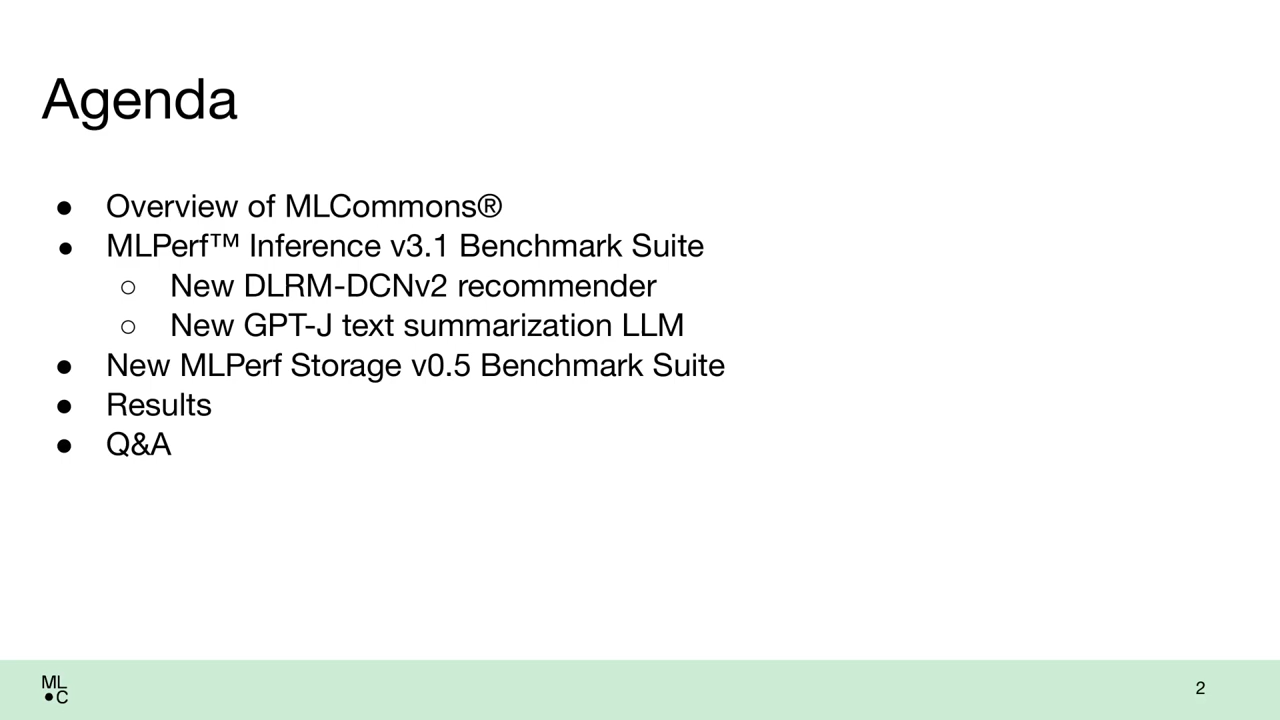 Agenda
● Overview of MLCommons®
● MLPerf™ Inference v3.1 Benchmark Suite
○ New DLRM-DCNv2 recommender
○ New GPT-J text summarization LLM
● New MLPerf Storage v0.5 Benchmark Suite
● Results
● Q&A
ML
●C
2